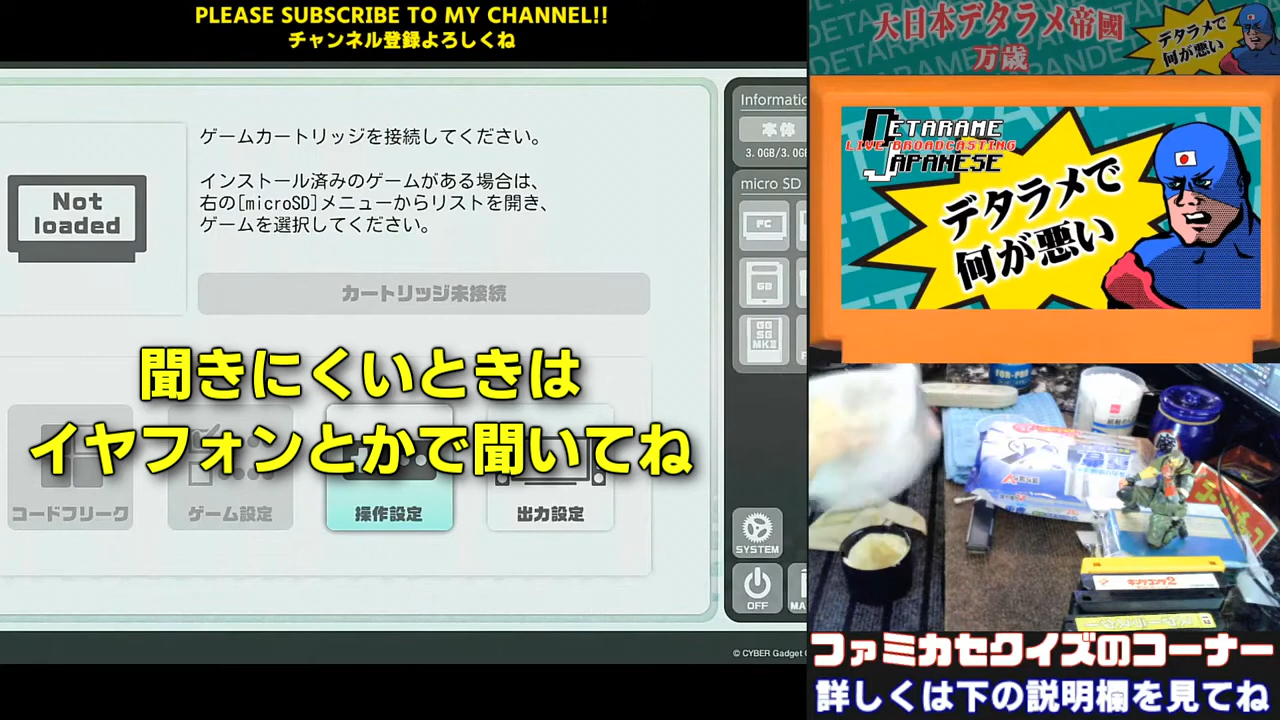 PLEASE SUBSCRIBE TO MY CHANNEL!!
チャンネル登録よろしくね
ゲームカートリッジを接続してください。
インストール済みのゲームがある場合は、
右の[microSD]メニューからリストを開き、
ゲームを選択してください。
Not
loaded
カートリッジ未接続
聞きにくいときは
イヤフォンとかで聞いてね
コードフリーク
ゲーム設定
操作設定
出力設定
本体
micro SD
FC
GB
GG
SG
MKⅢ
SYSTEM
OFF
© CYBER Gadget
大日本デタラメ帝國
万歳
デタラメで
何が悪い
DETARAME
LIVE BROADCASTING
JAPANESE
デタラメで
何が悪い
キングコング2
ファミカセクイズのコーナー
詳しくは下の説明欄を見てね